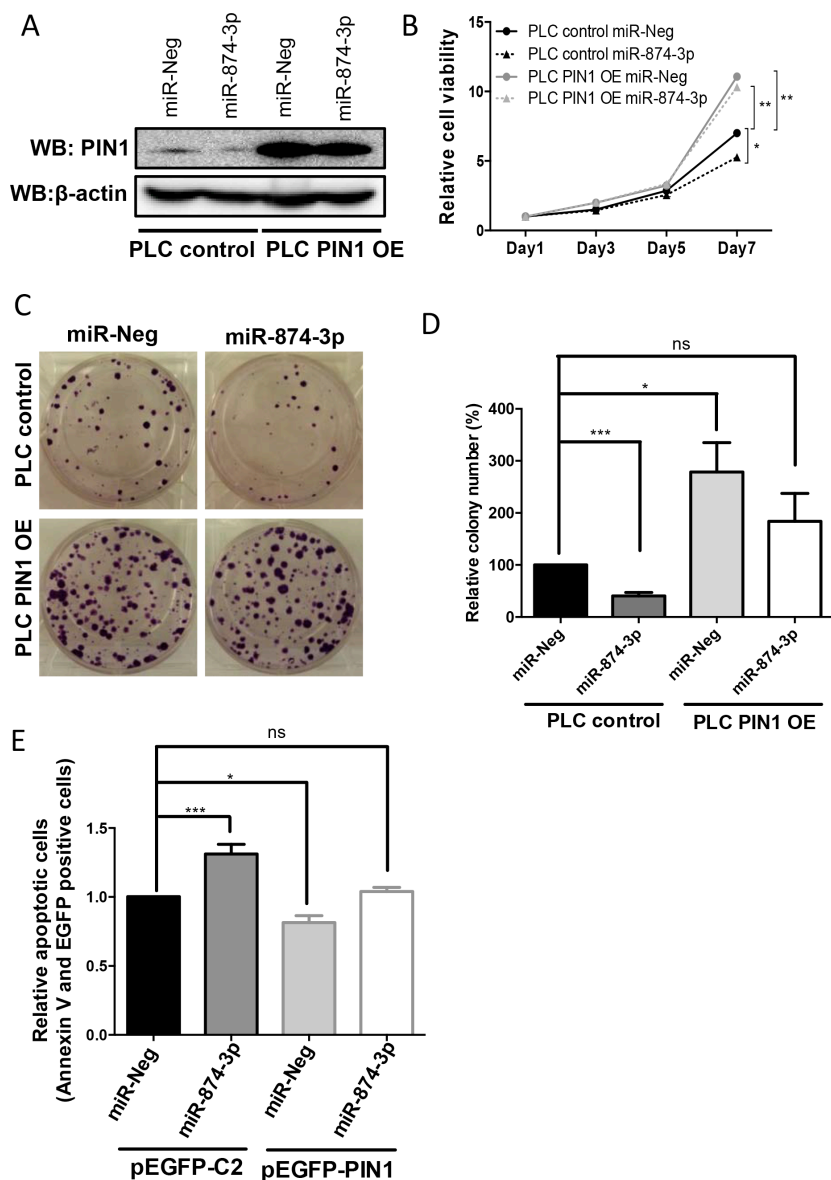 A
miR-Neg
miR-874-3p
miR-Neg
miR-874-3p
WB: PIN1
WB:β-actin
PLC control
PLC PIN1 OE
B
Relative cell viability
15
10
5
0
Day1
Day3
Day5
Day7
PLC control miR-Neg
PLC control miR-874-3p
PLC PIN1 OE miR-Neg
PLC PIN1 OE miR-874-3p
**
**
*
C
miR-Neg
miR-874-3p
PLC control
PLC PIN1 OE
D
ns
*
***
Relative colony number (%)
400
300
200
100
0
miR-Neg
miR-874-3p
miR-Neg
miR-874-3p
PLC control
PLC PIN1 OE
E
ns
*
***
Relative apoptotic cells
(Annexin V and EGFP positive cells)
1.5
1.0
0.5
0.0
miR-Neg
miR-874-3p
miR-Neg
miR-874-3p
pEGFP-C2
pEGFP-PIN1